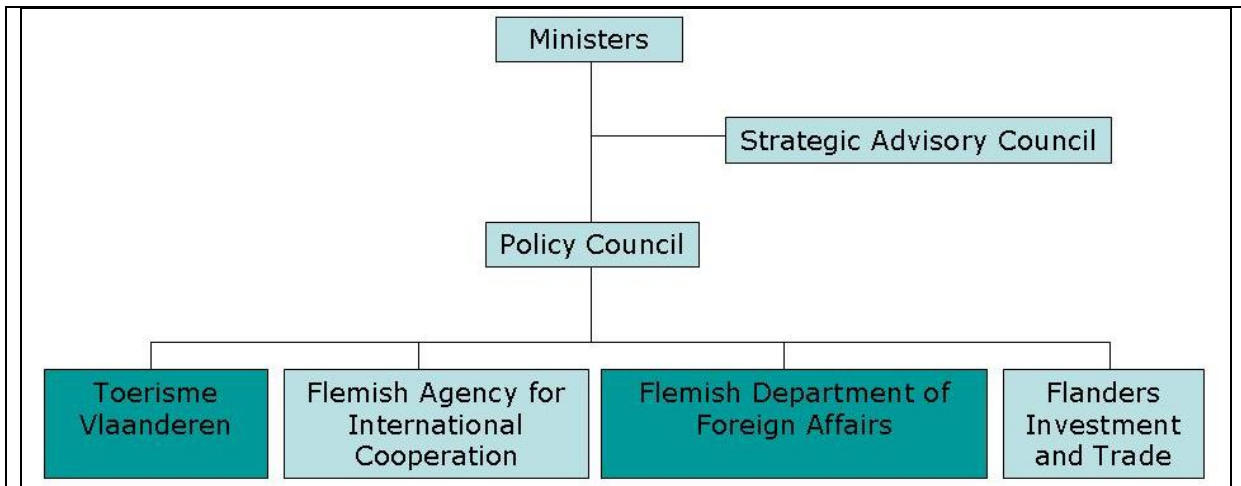 Ministers
Strategic Advisory Council
Policy Council
Toerisme
Vlaanderen
Flemish Agency for
International
Cooperation
Flemish Department of
Foreign Affairs
Flanders
Investment
and Trade